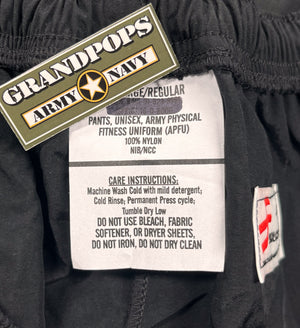 GRANDPOPS
ARMY NAVY
GE/REGULAR
PANTS, UNISEX, ARMY PHYSICAL
FITNESS UNIFORM (APFU)
100% NYLON
NIB/NCC
CARE INSTRUCTIONS:
Machine Wash Cold with mild detergent;
Cold Rinse; Permanent Press cycle;
Tumble Dry Low
DO NOT USE BLEACH, FABRIC
SOFTENER, OR DRYER SHEETS,
DO NOT IRON, DO NOT DRY CLEAN